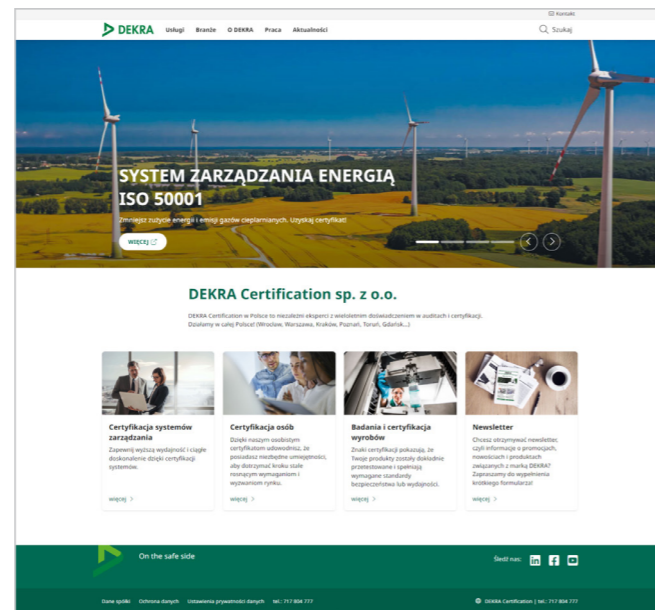 Kontakt
DEKRA Usługi Branże O DEKRA Praca Aktualności Szukaj
SYSTEM ZARZĄDZANIA ENERGIĄ
ISO 50001
Zmniejsz zużycie energii i emisji gazów cieplarnianych. Uzyskaj certyfikat!
WIĘCEJ
DEKRA Certification sp. z o.o.
DEKRA Certification w Polsce to niezależni eksperci z wieloletnim doświadczeniem w auditach i certyfikacji.
Działamy w całej Polsce! (Wrocław, Warszawa, Kraków, Poznań, Toruń, Gdańsk...)
Certyfikacja systemów
zarządzania
Zapewnij wyższą wydajność i ciągłe
doskonalenie dzięki certyfikacji
systemów.
więcej >
Certyfikacja osób
Dzięki naszym osobistym
certyfikatom udowodnisz, że
posiadasz niezbędne umiejętności,
aby dotrzymać kroku stale
rosnącym wymaganiom i
wyzwaniom rynku.
więcej >
Badania i certyfikacja
wyrobów
Znaki certyfikacji pokazują, że
Twoje produkty zostały dokładnie
przetestowane i spełniają
wymagane standardy
bezpieczeństwa lub wydajności.
więcej >
Newsletter
Chcesz otrzymywać newsletter,
czyli informacje o promocjach,
nowościach i produktach
związanych z marką DEKRA?
Zapraszamy do wypełnienia
krótkiego formularza!
więcej >
On the safe side
Śledź nas:
Dane spółki Ochrona danych Ustawienia prywatności danych tel.: 717 804 777
DEKRA Certification | tel.: 717 804 777